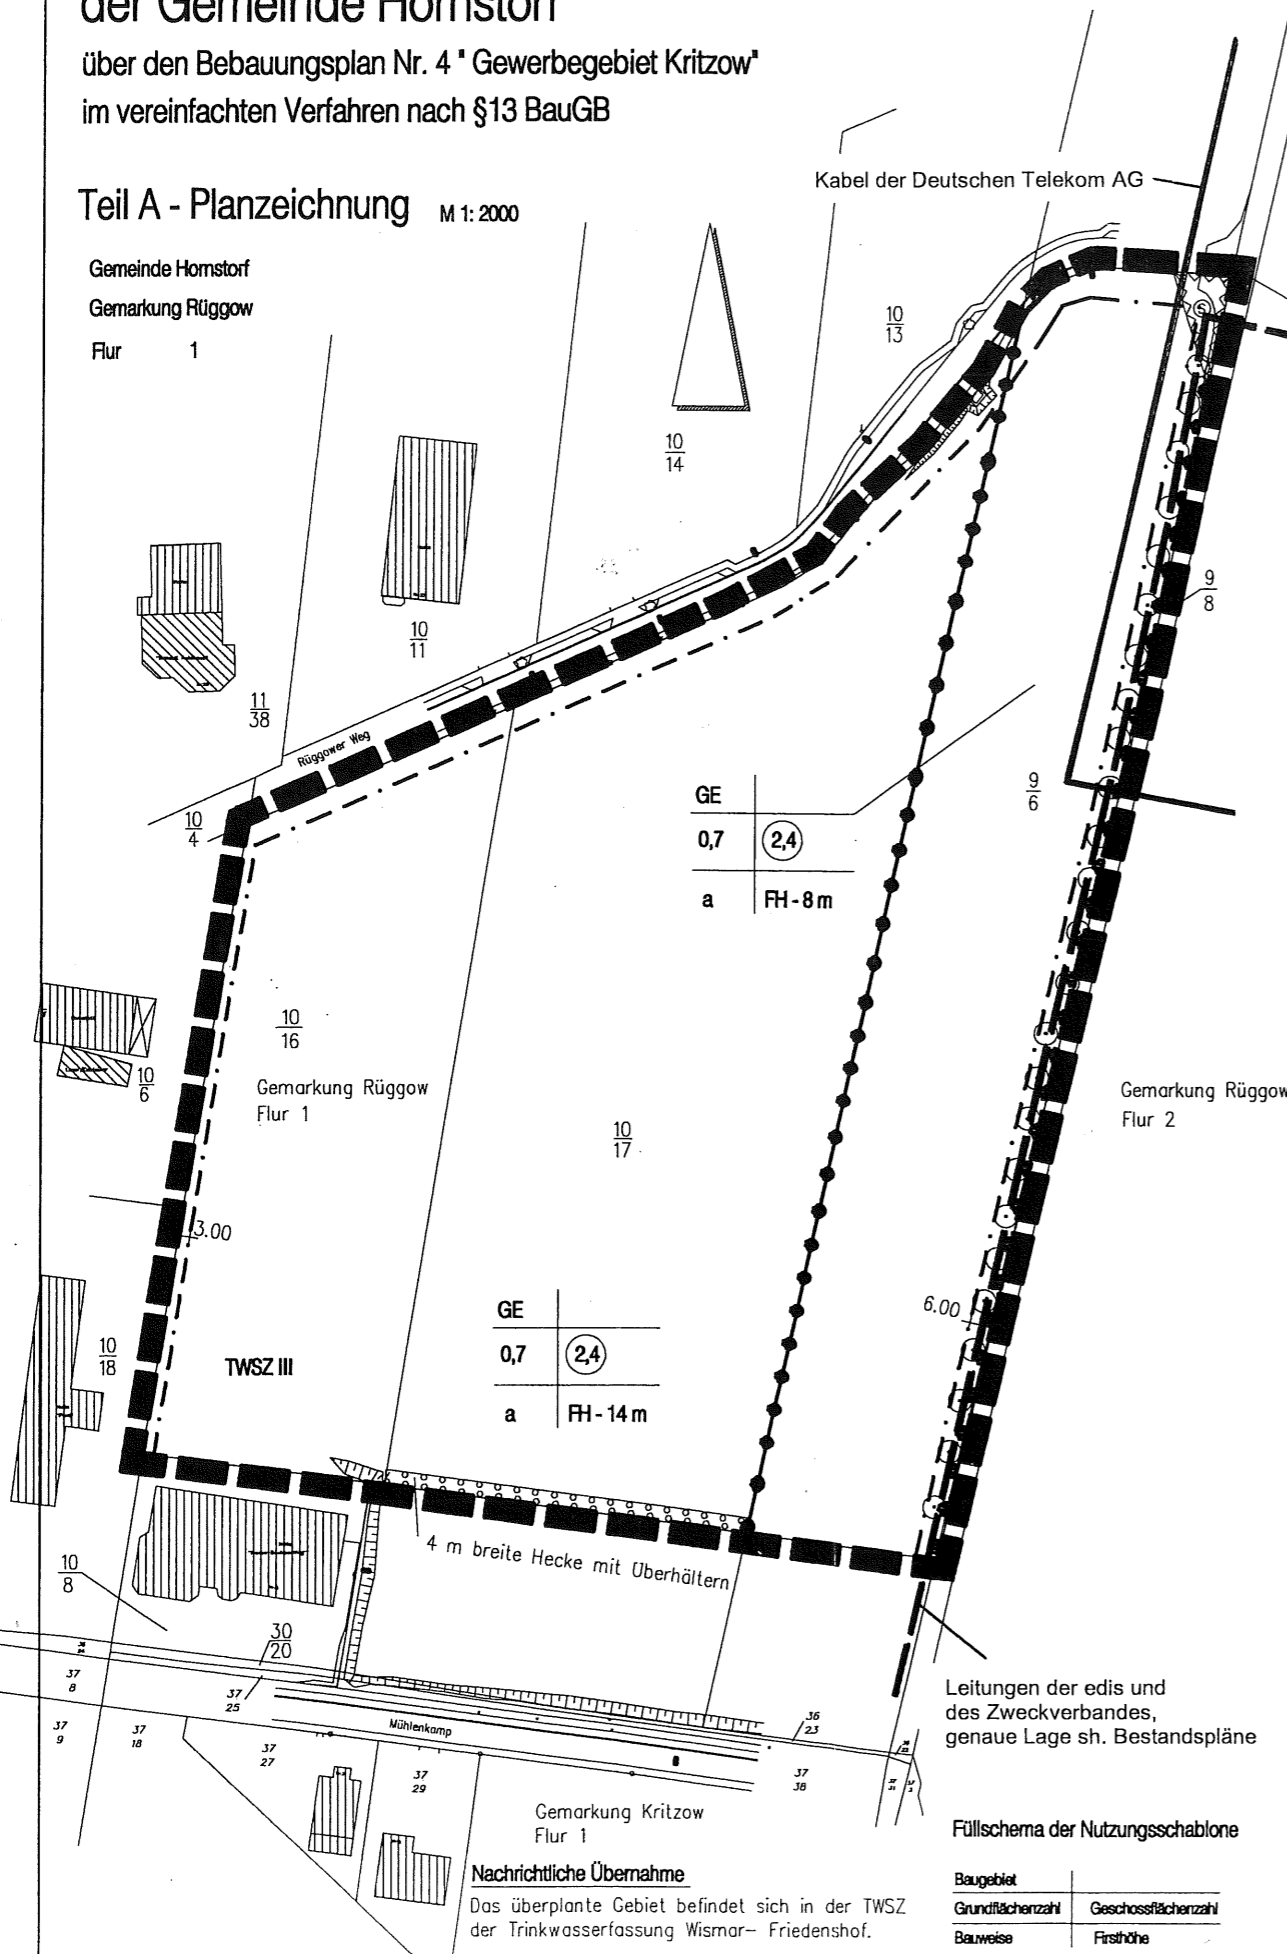 der Gemeinde Hornstorf
über den Bebauungsplan Nr. 4 " Gewerbegebiet Kritzow"
im vereinfachten Verfahren nach §13 BauGB
Teil A - Planzeichnung M 1: 2000
Gemeinde Hornstorf
Gemarkung Rüggow
Flur 1
Kabel der Deutschen Telekom AG
10
13
10
14
10
11
11
38
9
8
Rüggower Weg
10
4
9
6
GE
0,7 2,4
a FH - 8 m
10
16
10
6
Gemarkung Rüggow
Flur 1
Gemarkung Rüggow
Flur 2
10
17
3.00
6.00
10
18
TWSZ III
GE
0,7 2,4
a FH - 14 m
4 m breite Hecke mit Überhältern
10
8
30
20
37
8
37
25
37
9
37
18
37
27
Mühlenkamp
37
29
36
23
37
38
Leitungen der edis und
des Zweckverbandes,
genaue Lage sh. Bestandspläne
Gemarkung Kritzow
Flur 1
Nachrichtliche Übernahme
Das überplante Gebiet befindet sich in der TWSZ
der Trinkwasserfassung Wismar- Friedenshof.
Füllschema der Nutzungsschablone
Baugebiet
Grundflächenzahl Geschossflächenzahl
Bauweise Firsthöhe